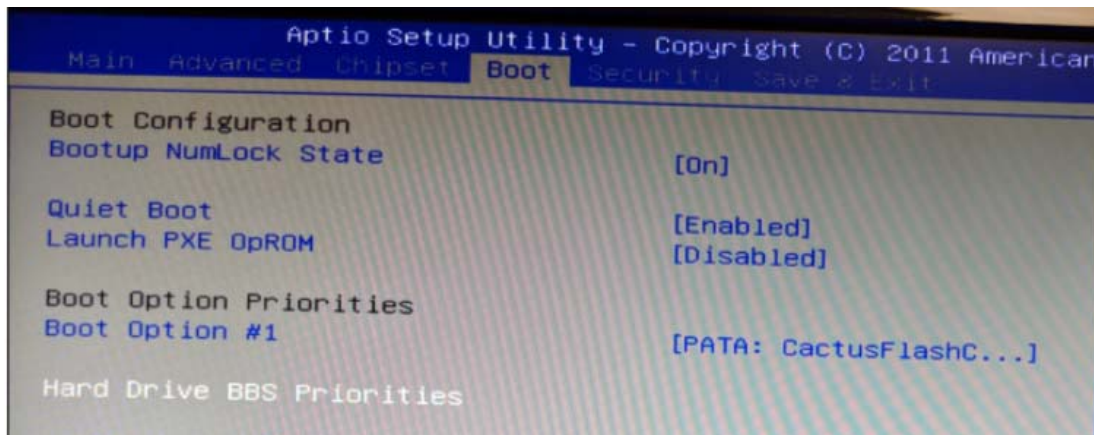 Aptio Setup Utility - Copyright (C) 2011 American
Main Advanced Chipset Boot Security Save & Exit
Boot Configuration
Bootup NumLock State [On]
Quiet Boot [Enabled]
Launch PXE OpROM [Disabled]
Boot Option Priorities
Boot Option #1 [PATA: CactusFlashC...]
Hard Drive BBS Priorities